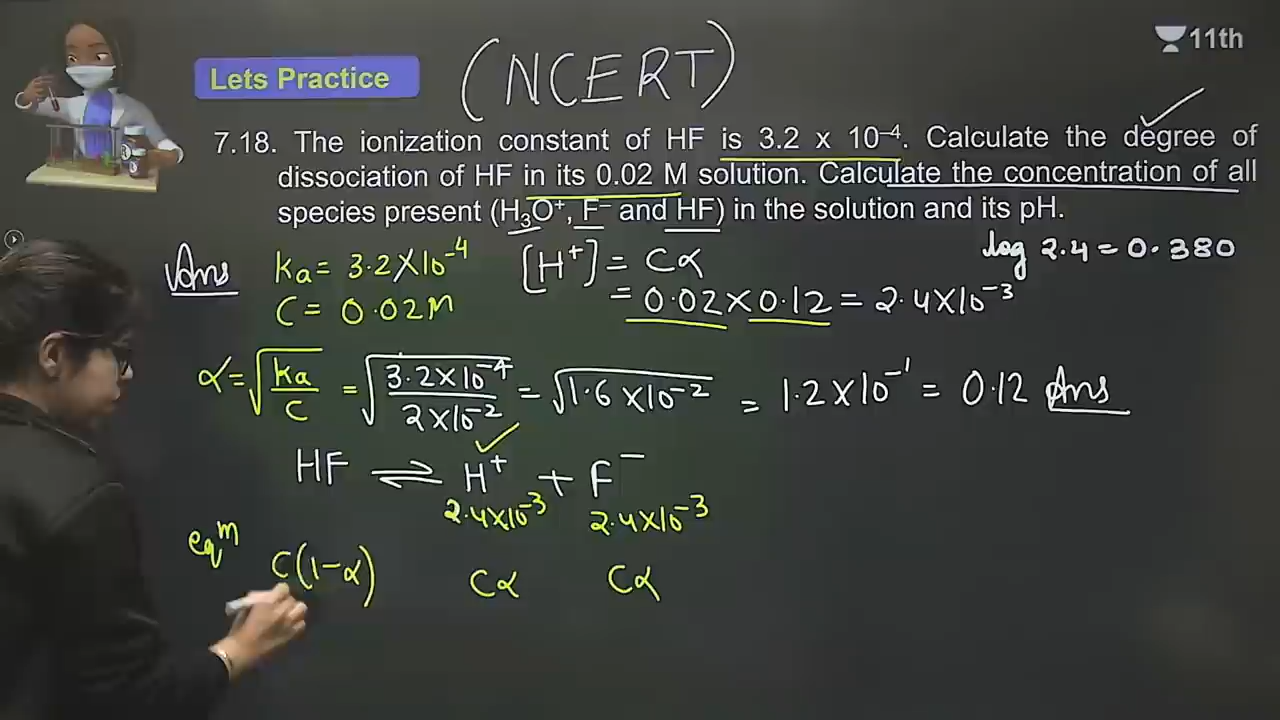 11th
Lets Practice
(NCERT)
7.18. The ionization constant of HF is 3.2 x 10⁻⁴. Calculate the degree of
dissociation of HF in its 0.02 M solution. Calculate the concentration of all
species present (H₃O⁺, F⁻ and HF) in the solution and its pH.
log 2.4 = 0.380
Ans
Ka = 3.2×10⁻⁴
C = 0.02M
[H⁺] = Cα
= 0.02×0.12 = 2.4×10⁻³
α = √(Ka/C) = √(3.2×10⁻⁴/2×10⁻²) = √1.6×10⁻² = 1.2×10⁻¹ = 0.12 Ans
HF ⇌ H⁺ + F⁻
2.4×10⁻³ 2.4×10⁻³
eqᵐ C(1-α) Cα Cα